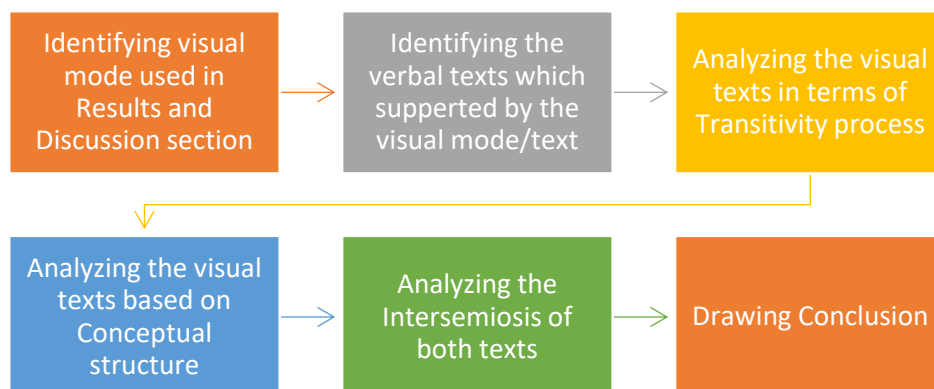 Identifying visual
mode used in
Results and
Discussion section
Identifying the
verbal texts which
supperted by the
visual mode/text
Analyzing the visual
texts in terms of
Transitivity process
Analyzing the visual
texts based on
Conceptual
structure
Analyzing the
Intersemiosis of
both texts
Drawing Conclusion